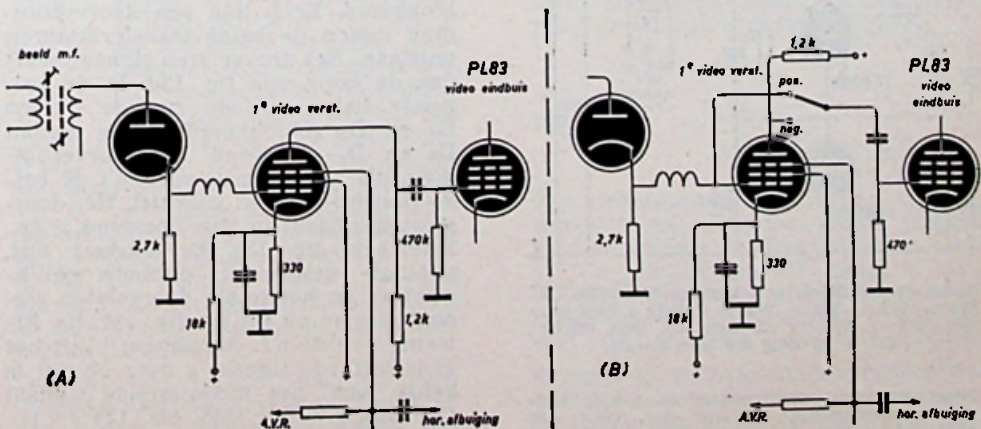 beeld m.f.
1e video verst.
PL83
video eindbuis
2,7k
330
470k
18k
1,2k
+
+
+
(A)
A.V.R.
hor. afbuiging
1,2k
+
1e video verst.
pos.
neg.
PL83
video eindbuis
2,7k
330
470
18k
+
+
(B)
A.V.R.
hor. afbuiging